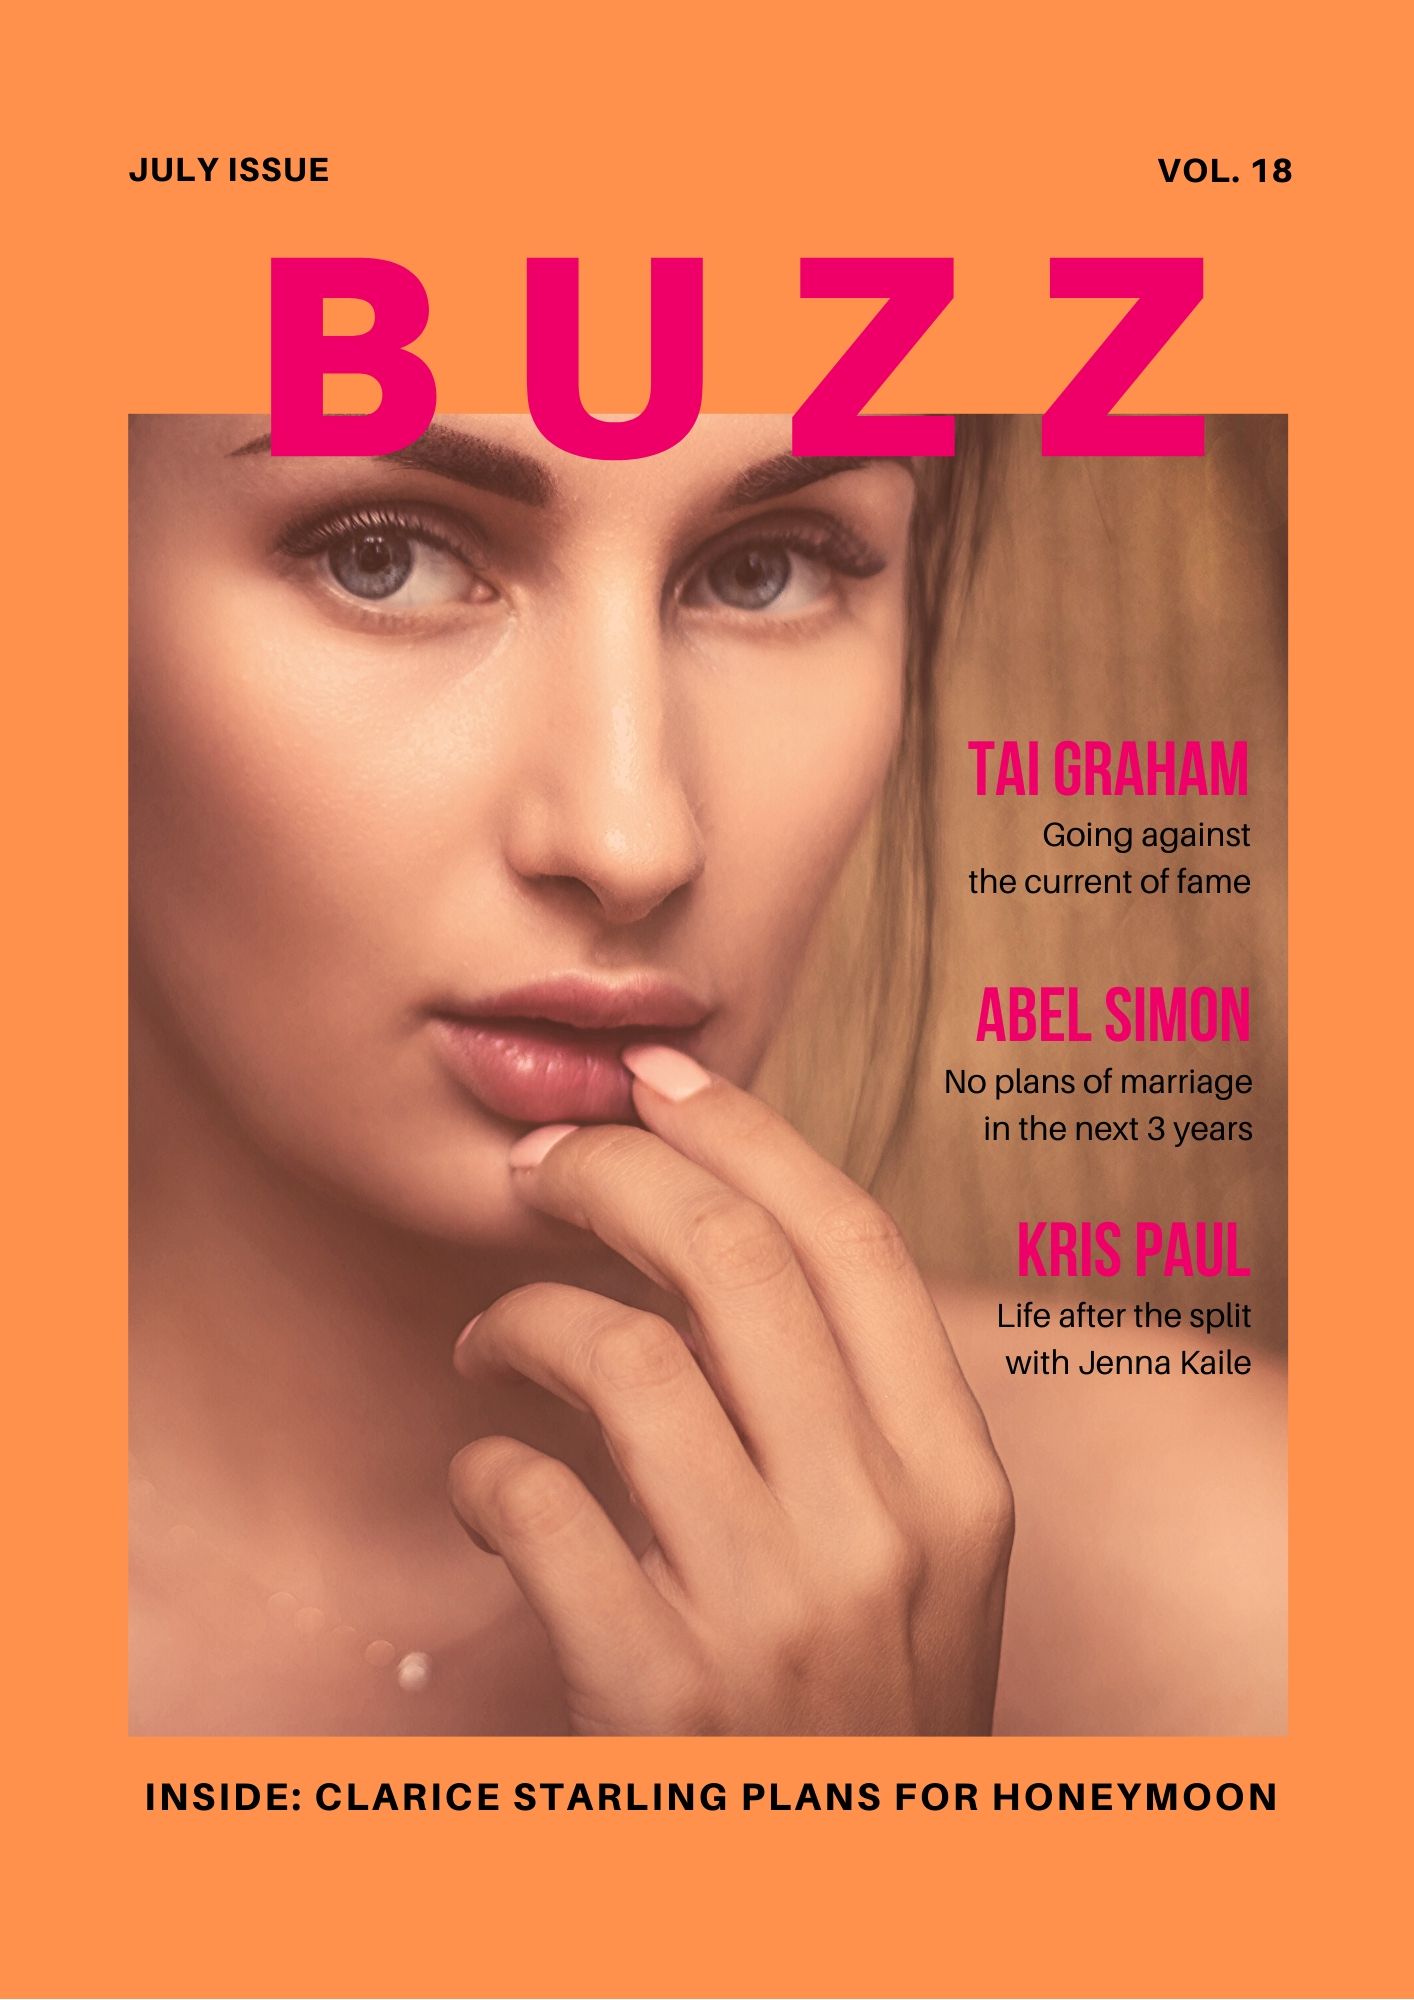 JULY ISSUE
VOL. 18
BUZZ
TAI GRAHAM
Going against
the current of fame
ABEL SIMON
No plans of marriage
in the next 3 years
KRIS PAUL
Life after the split
with Jenna Kaile
INSIDE: CLARICE STARLING PLANS FOR HONEYMOON